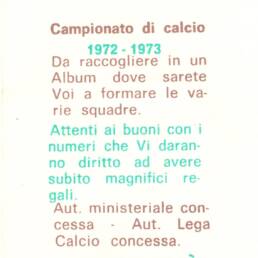 Campionato di calcio
1972 - 1973
Da raccogliere in un
Album dove sarete
Voi a formare le va-
rie squadre.
Attenti ai buoni con i
numeri che Vi daran-
no diritto ad avere
subito magnifici re-
gali.
Aut. ministeriale con-
cessa - Aut. Lega
Calcio concessa.